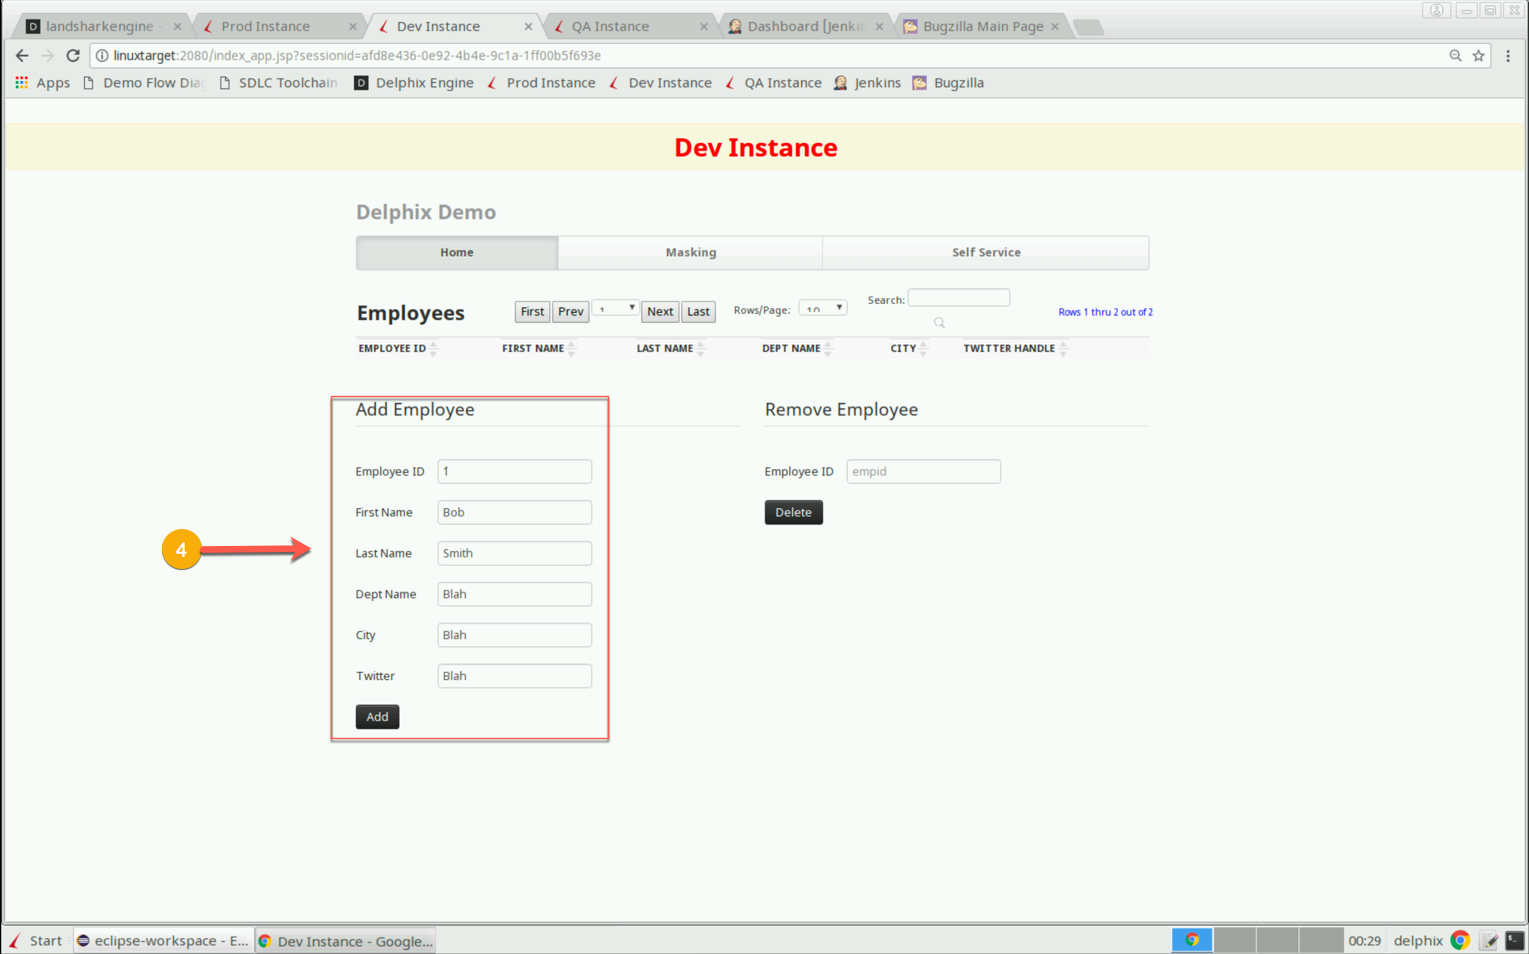 landsharkengine -
Prod Instance
Dev Instance
QA Instance
Dashboard [Jenkin
Bugzilla Main Page
linuxtarget:2080/index_app.jsp?sessionid=afd8e436-0e92-4b4e-9c1a-1ff00b5f693e
Apps
Demo Flow Diag
SDLC Toolchain
D Delphix Engine
Prod Instance
Dev Instance
QA Instance
Jenkins
Bugzilla
Dev Instance
Delphix Demo
Home Masking Self Service
Employees
First Prev 1 Next Last
Rows/Page: 10
Search:
Rows 1 thru 2 out of 2
EMPLOYEE ID FIRST NAME LAST NAME DEPT NAME CITY TWITTER HANDLE
Add Employee
Employee ID 1
First Name Bob
Last Name Smith
Dept Name Blah
City Blah
Twitter Blah
Add
Remove Employee
Employee ID empid
Delete
4
Start
eclipse-workspace - E...
Dev Instance - Google...
00:29
delphix